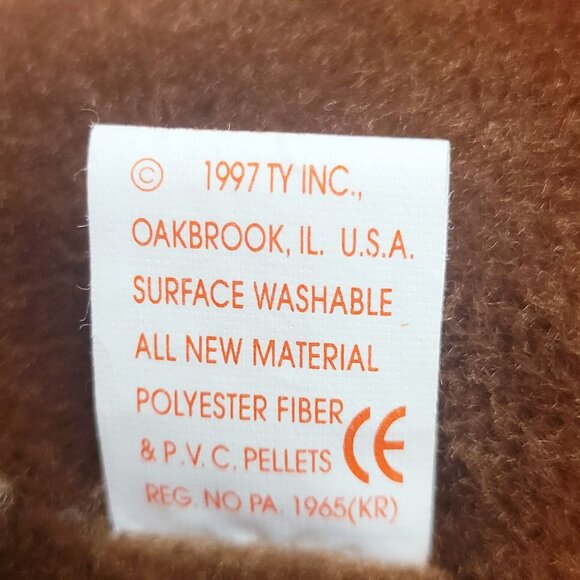 © 1997 TY INC.,
OAKBROOK, IL. U.S.A.
SURFACE WASHABLE
ALL NEW MATERIAL
POLYESTER FIBER
& P.V.C. PELLETS CE
REG. NO PA. 1965(KR)